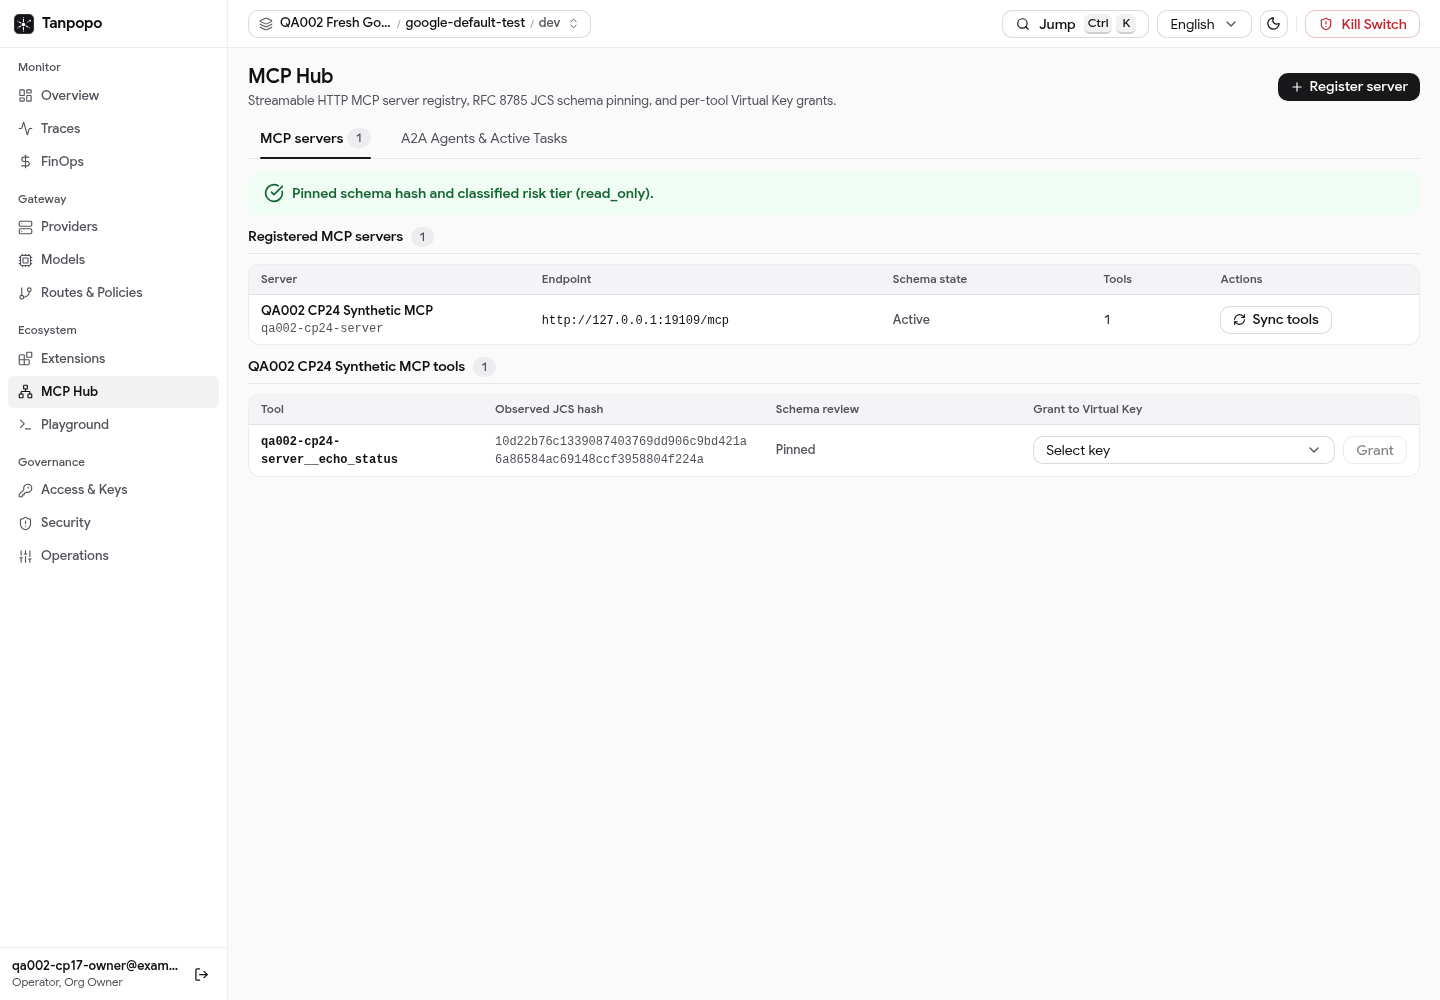 Tanpopo
QA002 Fresh Go... / google-default-test / dev
Jump Ctrl K
English
Kill Switch
Monitor
Overview
Traces
FinOps
Gateway
Providers
Models
Routes & Policies
Ecosystem
Extensions
MCP Hub
Playground
Governance
Access & Keys
Security
Operations
qa002-cp17-owner@exam...
Operator, Org Owner
MCP Hub
Streamable HTTP MCP server registry, RFC 8785 JCS schema pinning, and per-tool Virtual Key grants.
Register server
MCP servers 1
A2A Agents & Active Tasks
Pinned schema hash and classified risk tier (read_only).
Registered MCP servers 1
Server Endpoint Schema state Tools Actions
QA002 CP24 Synthetic MCP
qa002-cp24-server
http://127.0.0.1:19109/mcp
Active
1
Sync tools
QA002 CP24 Synthetic MCP tools 1
Tool Observed JCS hash Schema review Grant to Virtual Key
qa002-cp24-
server__echo_status
10d22b76c1339087403769dd906c9bd421a
6a86584ac69148ccf3958804f224a
Pinned
Select key
Grant